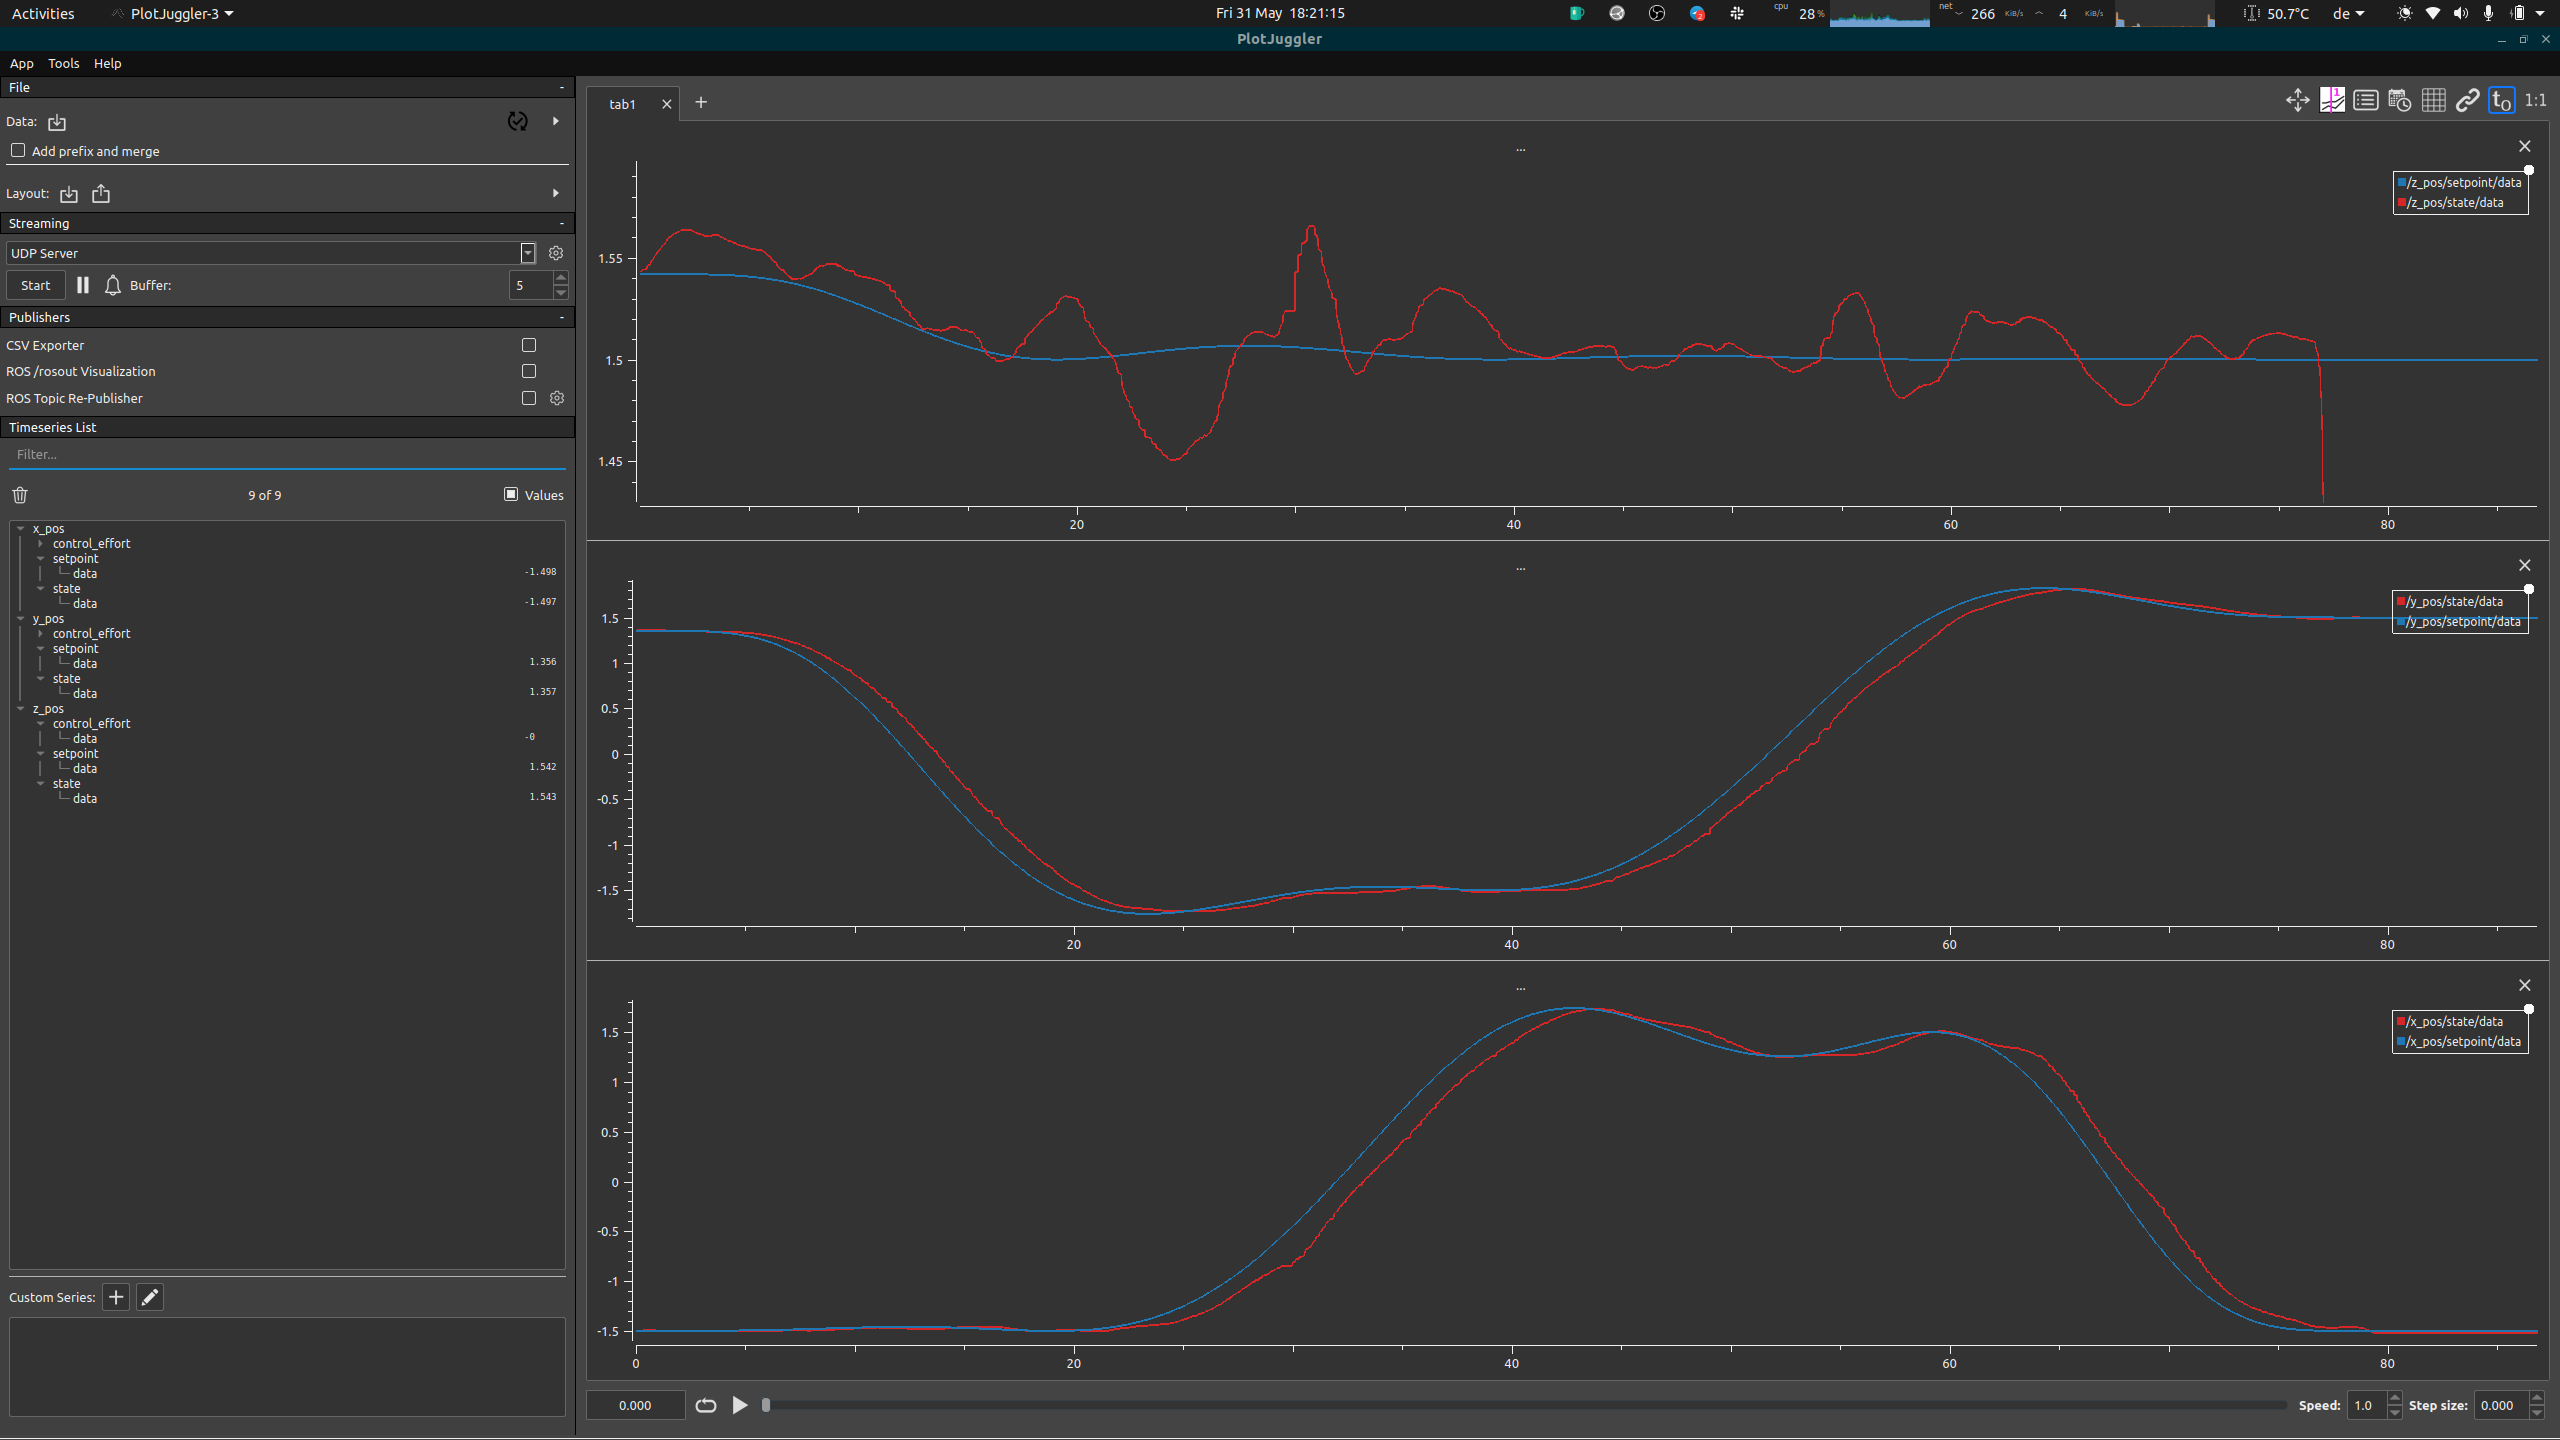 Activities PlotJuggler-3 Fri 31 May 18:21:15 cpu 28% net 266 KiB/s 4 KiB/s 50.7°C de
PlotJuggler
App Tools Help
File -
Data:
Add prefix and merge
Layout:
Streaming -
UDP Server
Start Buffer: 5
Publishers -
CSV Exporter
ROS /rosout Visualization
ROS Topic Re-Publisher
Timeseries List
Filter...
9 of 9 Values
x_pos
control_effort
setpoint
data -1.498
state
data -1.497
y_pos
control_effort
setpoint
data 1.356
state
data 1.357
z_pos
control_effort
data -0
setpoint
data 1.542
state
data 1.543
Custom Series:
tab1
t0 1:1
...
/z_pos/setpoint/data
/z_pos/state/data
1.55
1.5
1.45
20 40 60 80
...
/y_pos/state/data
/y_pos/setpoint/data
1.5
1
0.5
0
-0.5
-1
-1.5
20 40 60 80
...
/x_pos/state/data
/x_pos/setpoint/data
1.5
1
0.5
0
-0.5
-1
-1.5
0 20 40 60 80
0.000 Speed: 1.0 Step size: 0.000